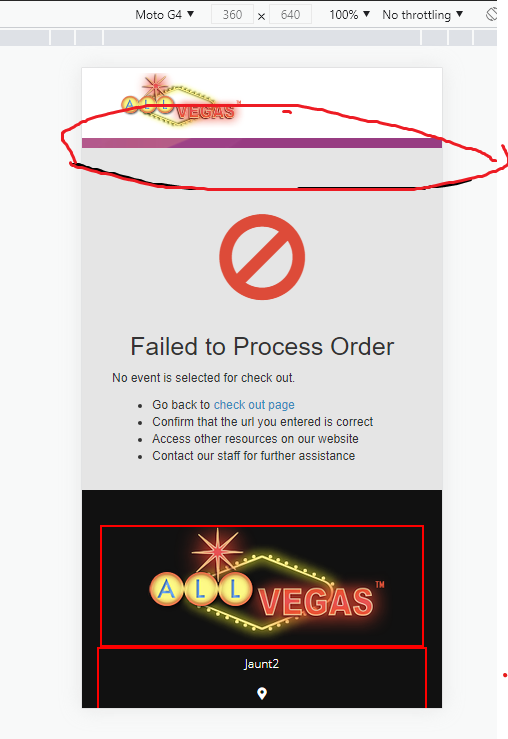 Moto G4 ▼ 360 × 640 100% ▼ No throttling ▼
ALL VEGAS™
Failed to Process Order
No event is selected for check out.
• Go back to check out page
• Confirm that the url you entered is correct
• Access other resources on our website
• Contact our staff for further assistance
ALL VEGAS™
Jaunt2